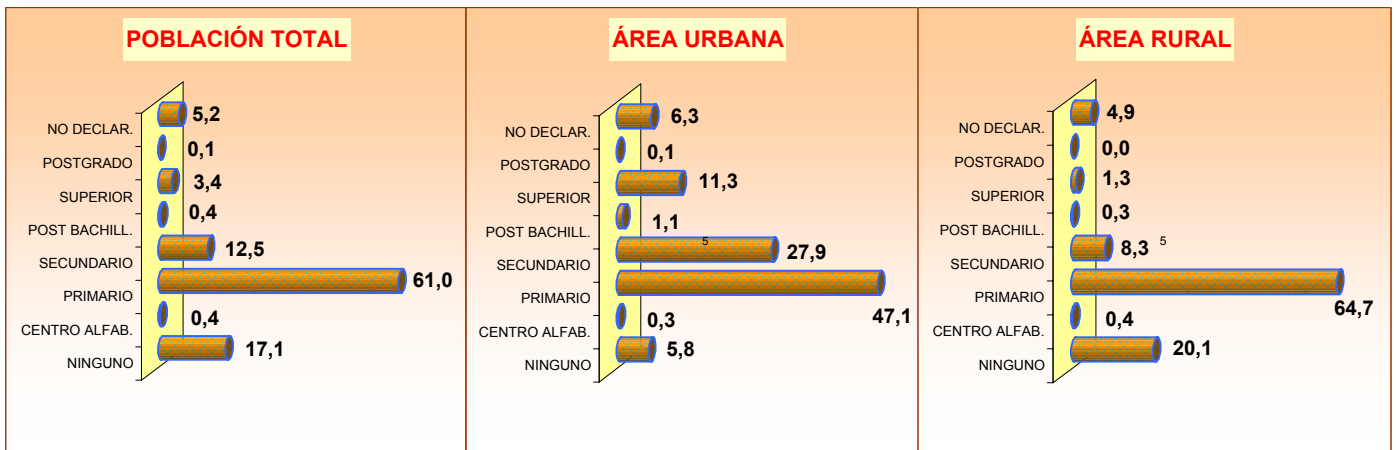 POBLACIÓN TOTAL
NO DECLAR. 5,2
POSTGRADO 0,1
SUPERIOR 3,4
POST BACHILL. 0,4
SECUNDARIO 12,5
PRIMARIO 61,0
CENTRO ALFAB. 0,4
NINGUNO 17,1
ÁREA URBANA
NO DECLAR. 6,3
POSTGRADO 0,1
SUPERIOR 11,3
POST BACHILL. 1,1
SECUNDARIO 5 27,9
PRIMARIO 47,1
CENTRO ALFAB. 0,3
NINGUNO 5,8
ÁREA RURAL
NO DECLAR. 4,9
POSTGRADO 0,0
SUPERIOR 1,3
POST BACHILL. 0,3
SECUNDARIO 8,3 5
PRIMARIO 64,7
CENTRO ALFAB. 0,4
NINGUNO 20,1